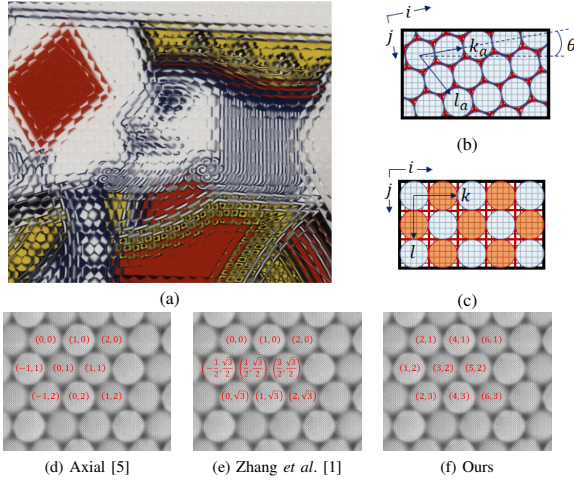 i
j
k_a
l_a
θ
(b)
i
j
k
l
(a)
(c)
(0,0) (1,0) (2,0)
(−1,1) (0,1) (1,1)
(−1,2) (0,2) (1,2)
(0,0) (1,0) (2,0)
(−1/2,√3/2) (1/2,√3/2) (3/2,√3/2)
(0,√3) (1,√3) (2,√3)
(2,1) (4,1) (6,1)
(1,2) (3,2) (5,2)
(2,3) (4,3) (6,3)
(d) Axial [5]
(e) Zhang et al. [1]
(f) Ours